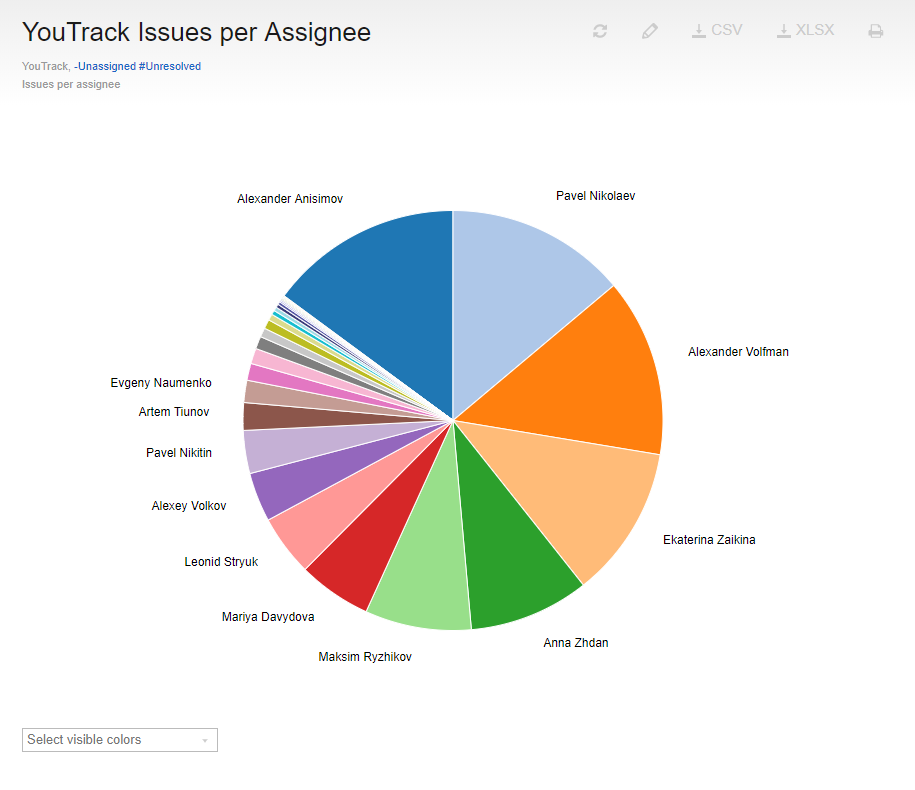 YouTrack Issues per Assignee
CSV
XLSX
YouTrack, -Unassigned #Unresolved
Issues per assignee
Alexander Anisimov
Pavel Nikolaev
Alexander Volfman
Evgeny Naumenko
Artem Tiunov
Pavel Nikitin
Alexey Volkov
Ekaterina Zaikina
Leonid Stryuk
Mariya Davydova
Anna Zhdan
Maksim Ryzhikov
Select visible colors